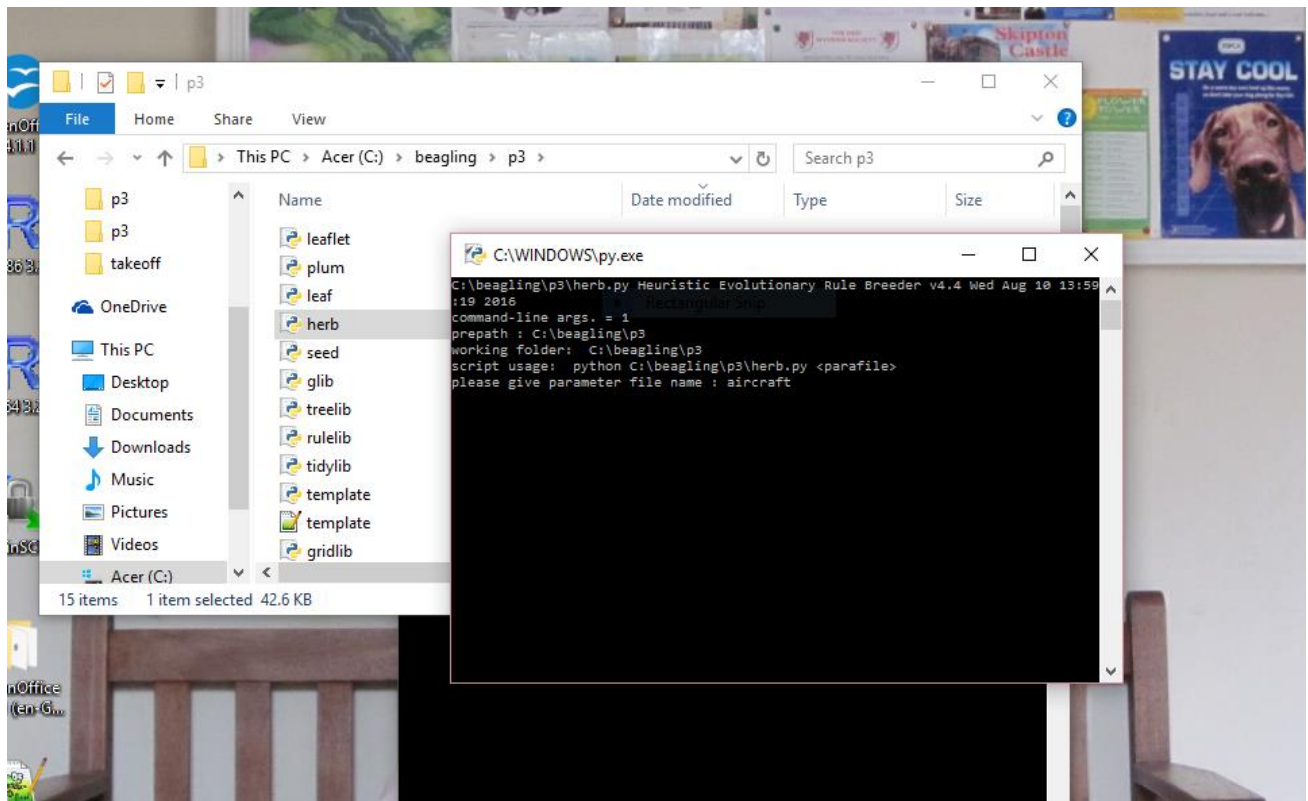 Skipton
Castle
STAY COOL
p3
File Home Share View
This PC > Acer (C:) > beagling > p3 >
Search p3
Name Date modified Type Size
p3
p3
takeoff
OneDrive
This PC
Desktop
Documents
Downloads
Music
Pictures
Videos
Acer (C:)
leaflet
plum
leaf
herb
seed
glib
treelib
rulelib
tidylib
template
template
gridlib
15 items 1 item selected 42.6 KB
C:\WINDOWS\py.exe
C:\beagling\p3\herb.py Heuristic Evolutionary Rule Breeder v4.4 Wed Aug 10 13:59
:19 2016
command-line args. = 1
prepath : C:\beagling\p3
working folder: C:\beagling\p3
script usage: python C:\beagling\p3\herb.py <parafile>
please give parameter file name : aircraft
Rectangular Snip
nOffice
(en-G...